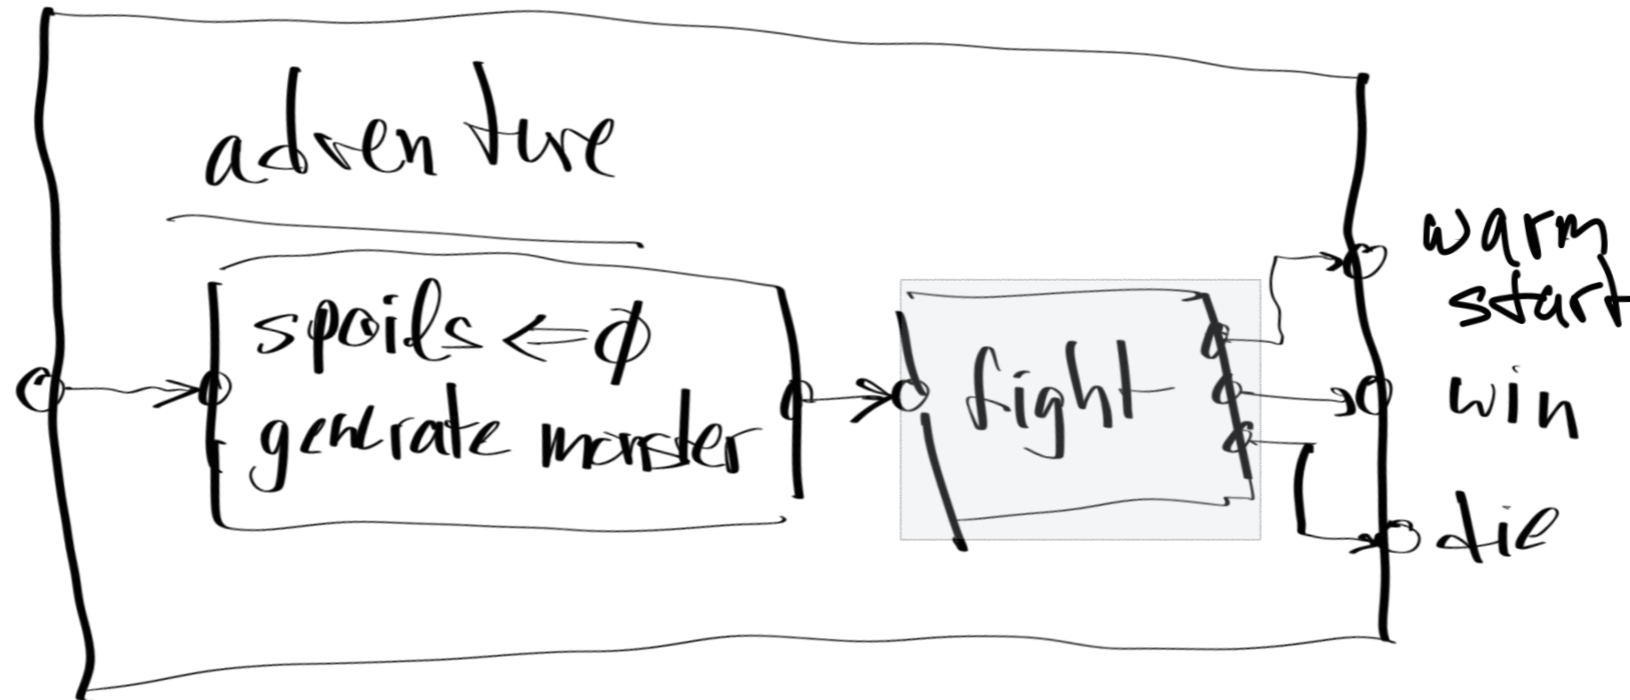 adventure
spoils ← ϕ
generate monster
fight
warm
start
win
die